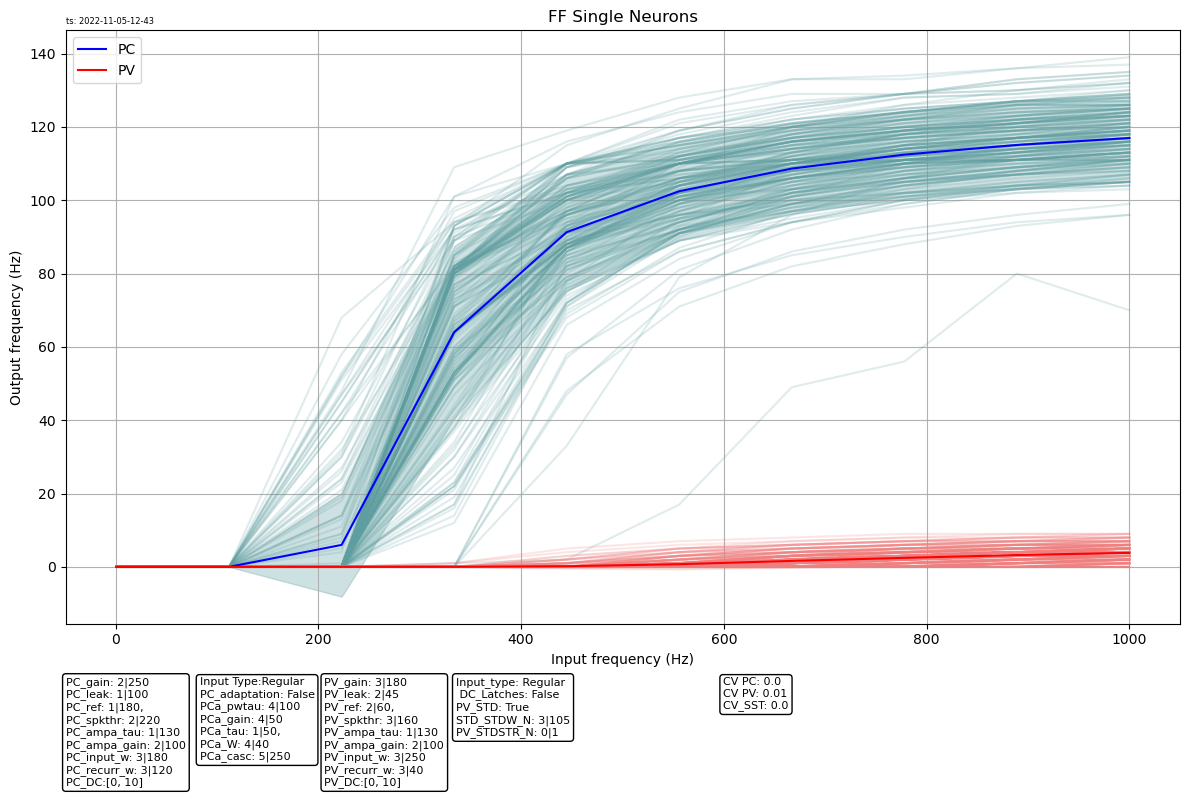 ts: 2022-11-05-12-43
FF Single Neurons
PC
PV
Output frequency (Hz)
140
120
100
80
60
40
20
0
0 200 400 600 800 1000
Input frequency (Hz)
PC_gain: 2|250
PC_leak: 1|100
PC_ref: 1|180,
PC_spkthr: 2|220
PC_ampa_tau: 1|130
PC_ampa_gain: 2|100
PC_input_w: 3|180
PC_recurr_w: 3|120
PC_DC:[0, 10]
Input Type:Regular
PC_adaptation: False
PCa_pwtau: 4|100
PCa_gain: 4|50
PCa_tau: 1|50,
PCa_W: 4|40
PCa_casc: 5|250
PV_gain: 3|180
PV_leak: 2|45
PV_ref: 2|60,
PV_spkthr: 3|160
PV_ampa_tau: 1|130
PV_ampa_gain: 2|100
PV_input_w: 3|250
PV_recurr_w: 3|40
PV_DC:[0, 10]
Input_type: Regular
DC_Latches: False
PV_STD: True
STD_STDW_N: 3|105
PV_STDSTR_N: 0|1
CV PC: 0.0
CV PV: 0.01
CV_SST: 0.0